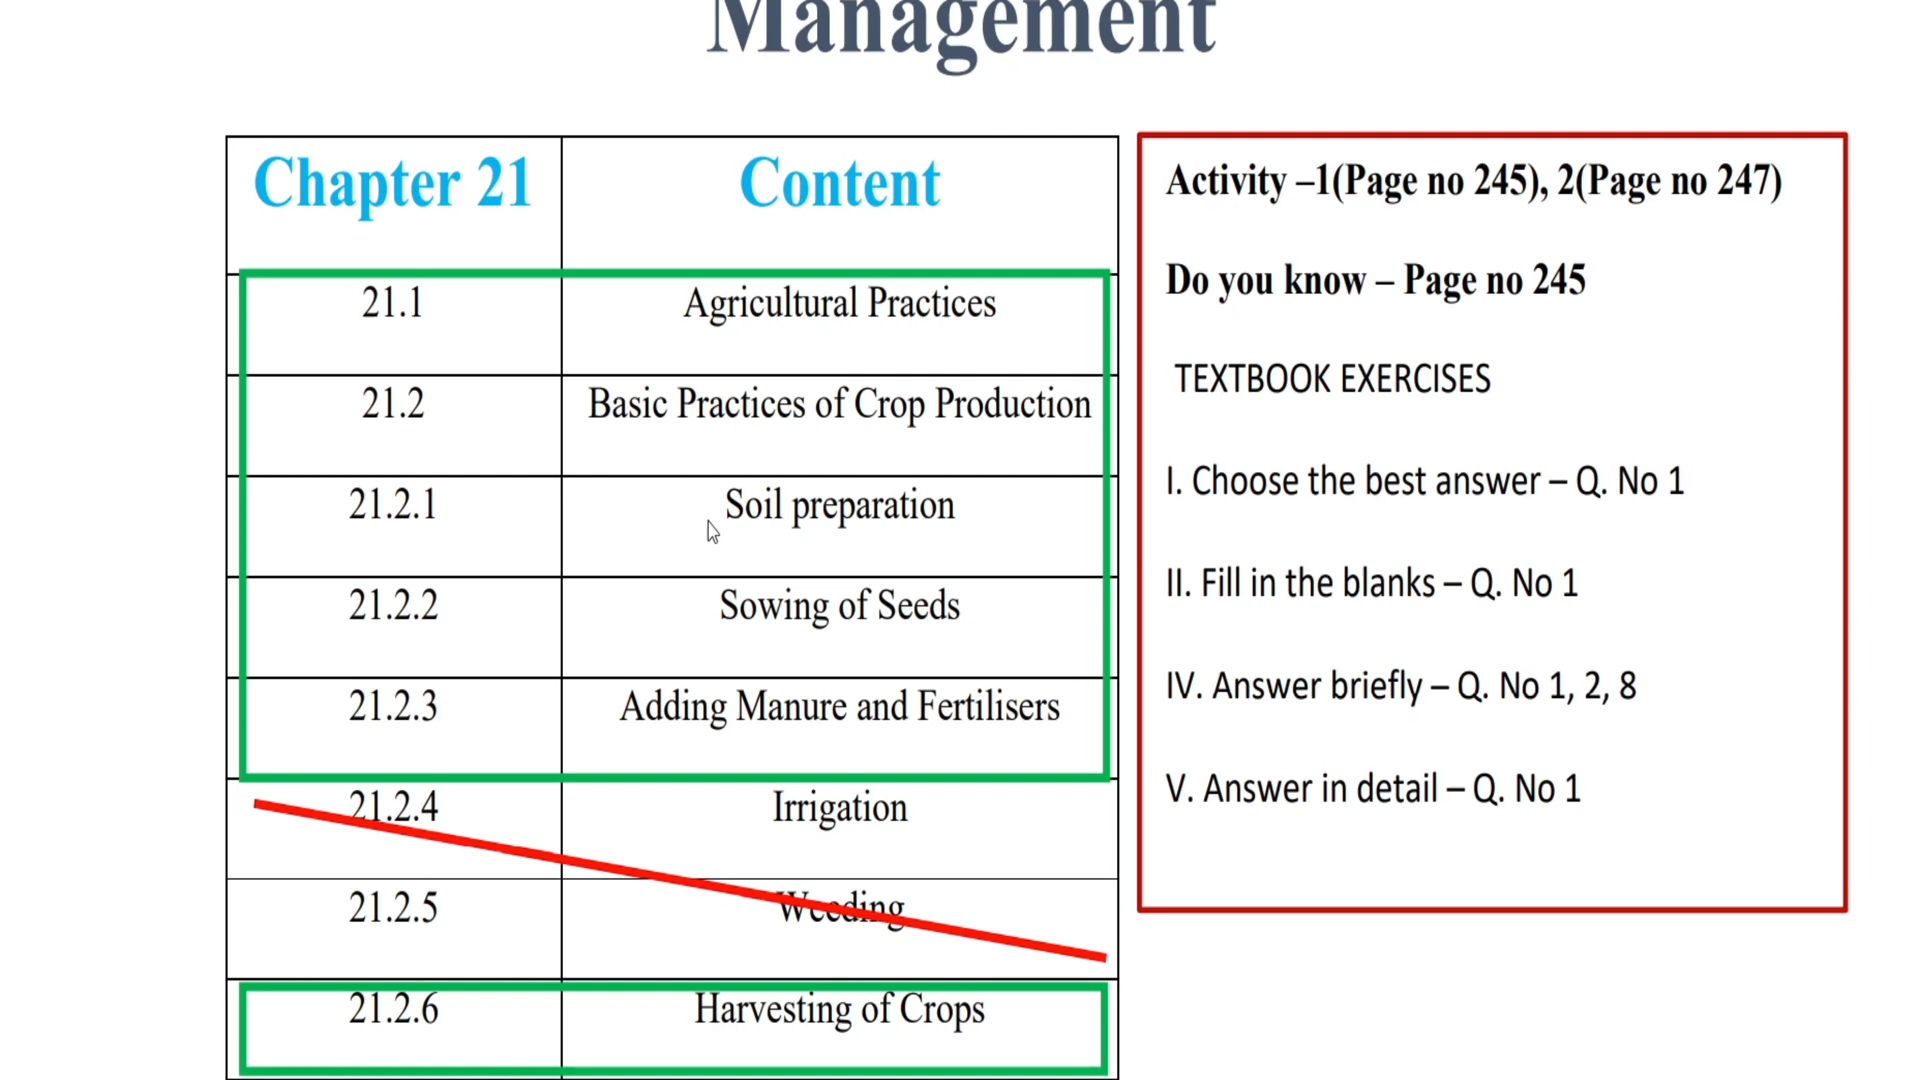 Management
Chapter 21 Content
21.1 Agricultural Practices
21.2 Basic Practices of Crop Production
21.2.1 Soil preparation
21.2.2 Sowing of Seeds
21.2.3 Adding Manure and Fertilisers
21.2.4 Irrigation
21.2.5 Weeding
21.2.6 Harvesting of Crops
Activity –1(Page no 245), 2(Page no 247)
Do you know – Page no 245
TEXTBOOK EXERCISES
I. Choose the best answer – Q. No 1
II. Fill in the blanks – Q. No 1
IV. Answer briefly – Q. No 1, 2, 8
V. Answer in detail – Q. No 1